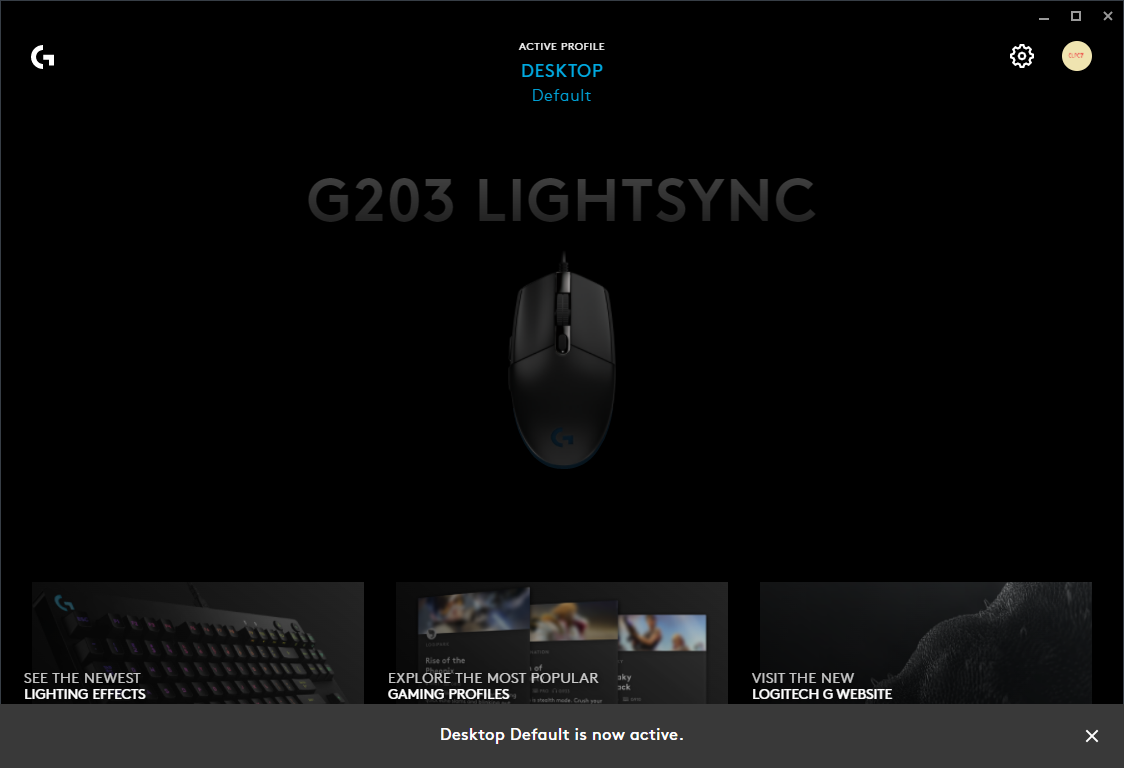 ACTIVE PROFILE
DESKTOP
Default
G203 LIGHTSYNC
Rise of the
SEE THE NEWEST
LIGHTING EFFECTS
EXPLORE THE MOST POPULAR
GAMING PROFILES
VISIT THE NEW
LOGITECH G WEBSITE
Desktop Default is now active.